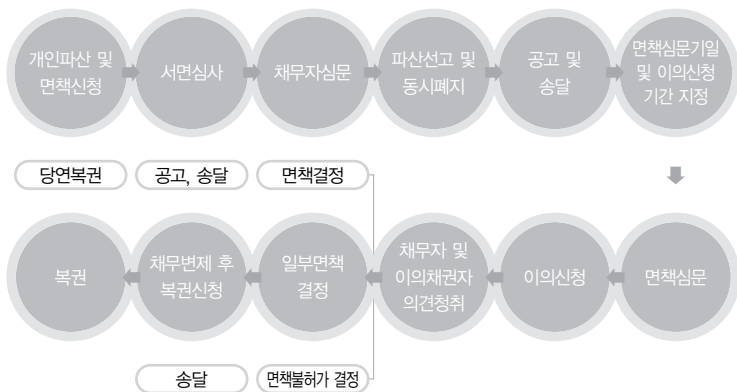 개인파산 및
면책신청
서면심사
채무자심문
파산선고 및
동시폐지
공고 및
송달
면책심문기일
및 이의신청
기간 지정
당연복권
공고, 송달
면책결정
복권
채무변제 후
복권신청
일부면책
결정
채무자 및
이의채권자
의견청취
이의신청
면책심문
송달
면책불허가 결정